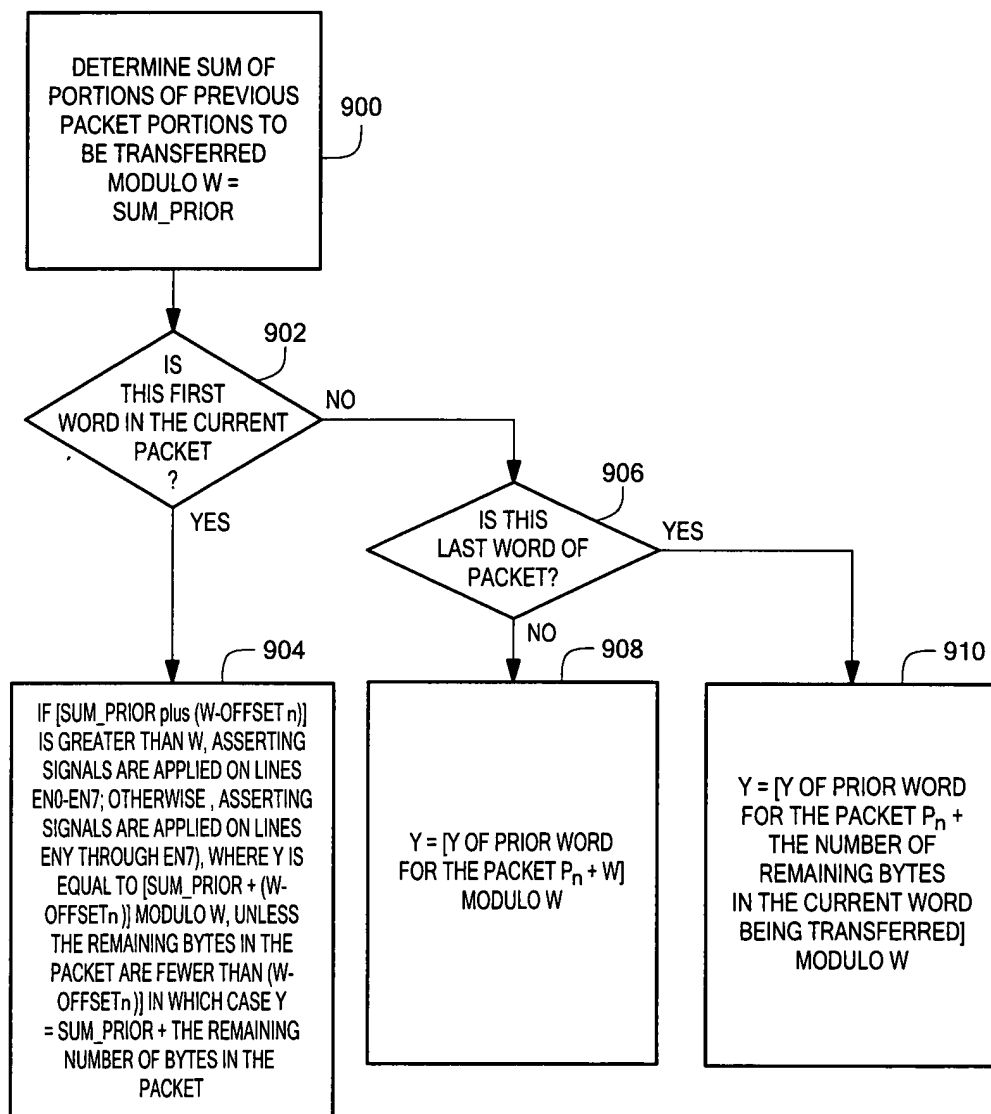 DETERMINE SUM OF
PORTIONS OF PREVIOUS
PACKET PORTIONS TO
BE TRANSFERRED
MODULO W =
SUM_PRIOR
900
902
IS
THIS FIRST
WORD IN THE CURRENT
PACKET
?
NO
YES
906
IS THIS
LAST WORD OF
PACKET?
YES
NO
904
IF [SUM_PRIOR plus (W-OFFSET n)]
IS GREATER THAN W, ASSERTING
SIGNALS ARE APPLIED ON LINES
EN0-EN7; OTHERWISE , ASSERTING
SIGNALS ARE APPLIED ON LINES
ENY THROUGH EN7), WHERE Y IS
EQUAL TO [SUM_PRIOR + (W-
OFFSETn)] MODULO W, UNLESS
THE REMAINING BYTES IN THE
PACKET ARE FEWER THAN (W-
OFFSETn)] IN WHICH CASE Y
= SUM_PRIOR + THE REMAINING
NUMBER OF BYTES IN THE
PACKET
908
Y = [Y OF PRIOR WORD
FOR THE PACKET Pn + W]
MODULO W
910
Y = [Y OF PRIOR WORD
FOR THE PACKET Pn +
THE NUMBER OF
REMAINING BYTES
IN THE CURRENT WORD
BEING TRANSFERRED]
MODULO W